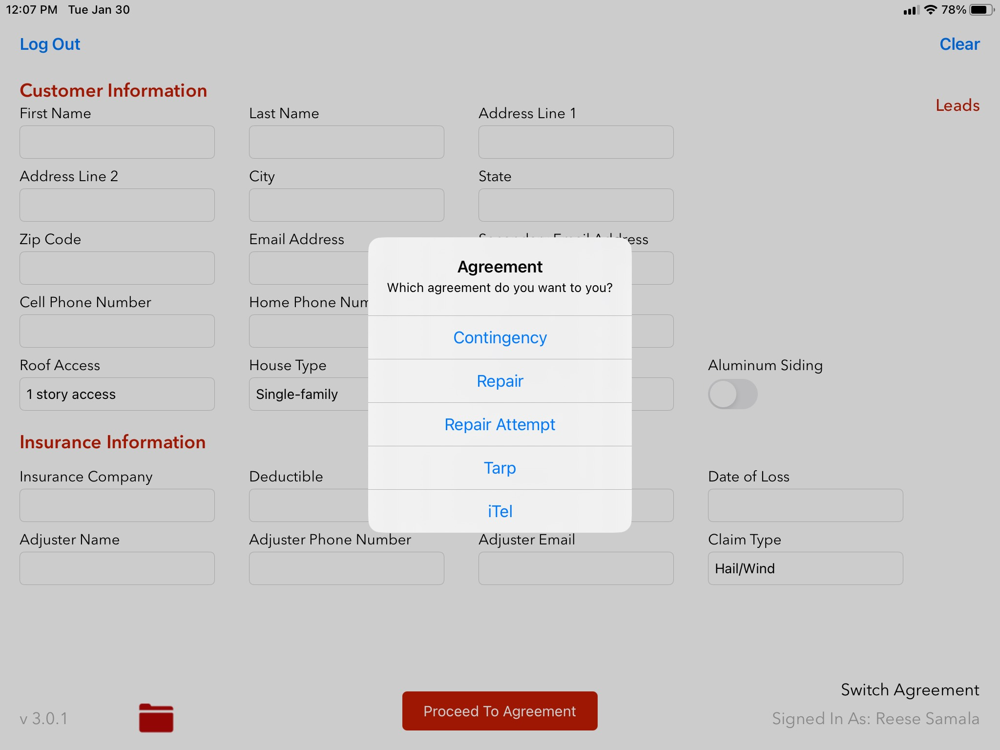 12:07 PM Tue Jan 30 78%
Log Out Clear
Customer Information
Leads
First Name Last Name Address Line 1
Address Line 2 City State
Zip Code Email Address Secondary Email Address
Agreement
Which agreement do you want to you?
Cell Phone Number Home Phone Num
Contingency
Roof Access House Type Aluminum Siding
Repair
1 story access Single-family
Repair Attempt
Insurance Information
Tarp
Insurance Company Deductible Date of Loss
iTel
Adjuster Name Adjuster Phone Number Adjuster Email Claim Type
Hail/Wind
Switch Agreement
Proceed To Agreement
v 3.0.1 Signed In As: Reese Samala